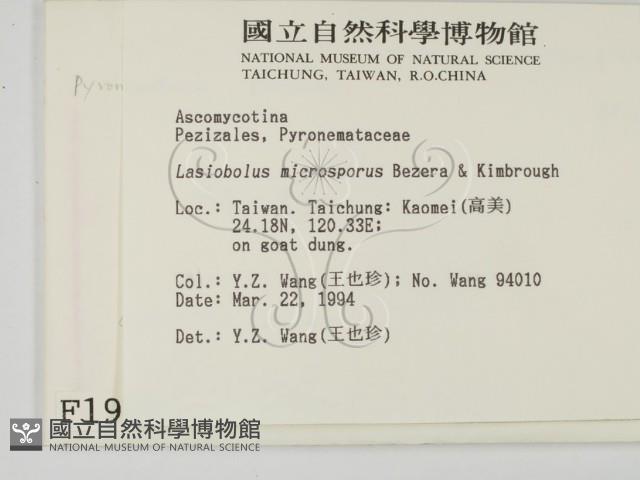 國立自然科學博物館
NATIONAL MUSEUM OF NATURAL SCIENCE
TAICHUNG, TAIWAN, R.O.CHINA
Pyron
Ascomycotina
Pezizales, Pyronemataceae
Lasiobolus microsporus Bezera & Kimbrough
Loc.: Taiwan. Taichung: Kaomei(高美)
24.18N, 120.33E;
on goat dung.
Col.: Y.Z. Wang(王也珍); No. Wang 94010
Date: Mar. 22, 1994
Det.: Y.Z. Wang(王也珍)
F19
國立自然科學博物館
NATIONAL MUSEUM OF NATURAL SCIENCE